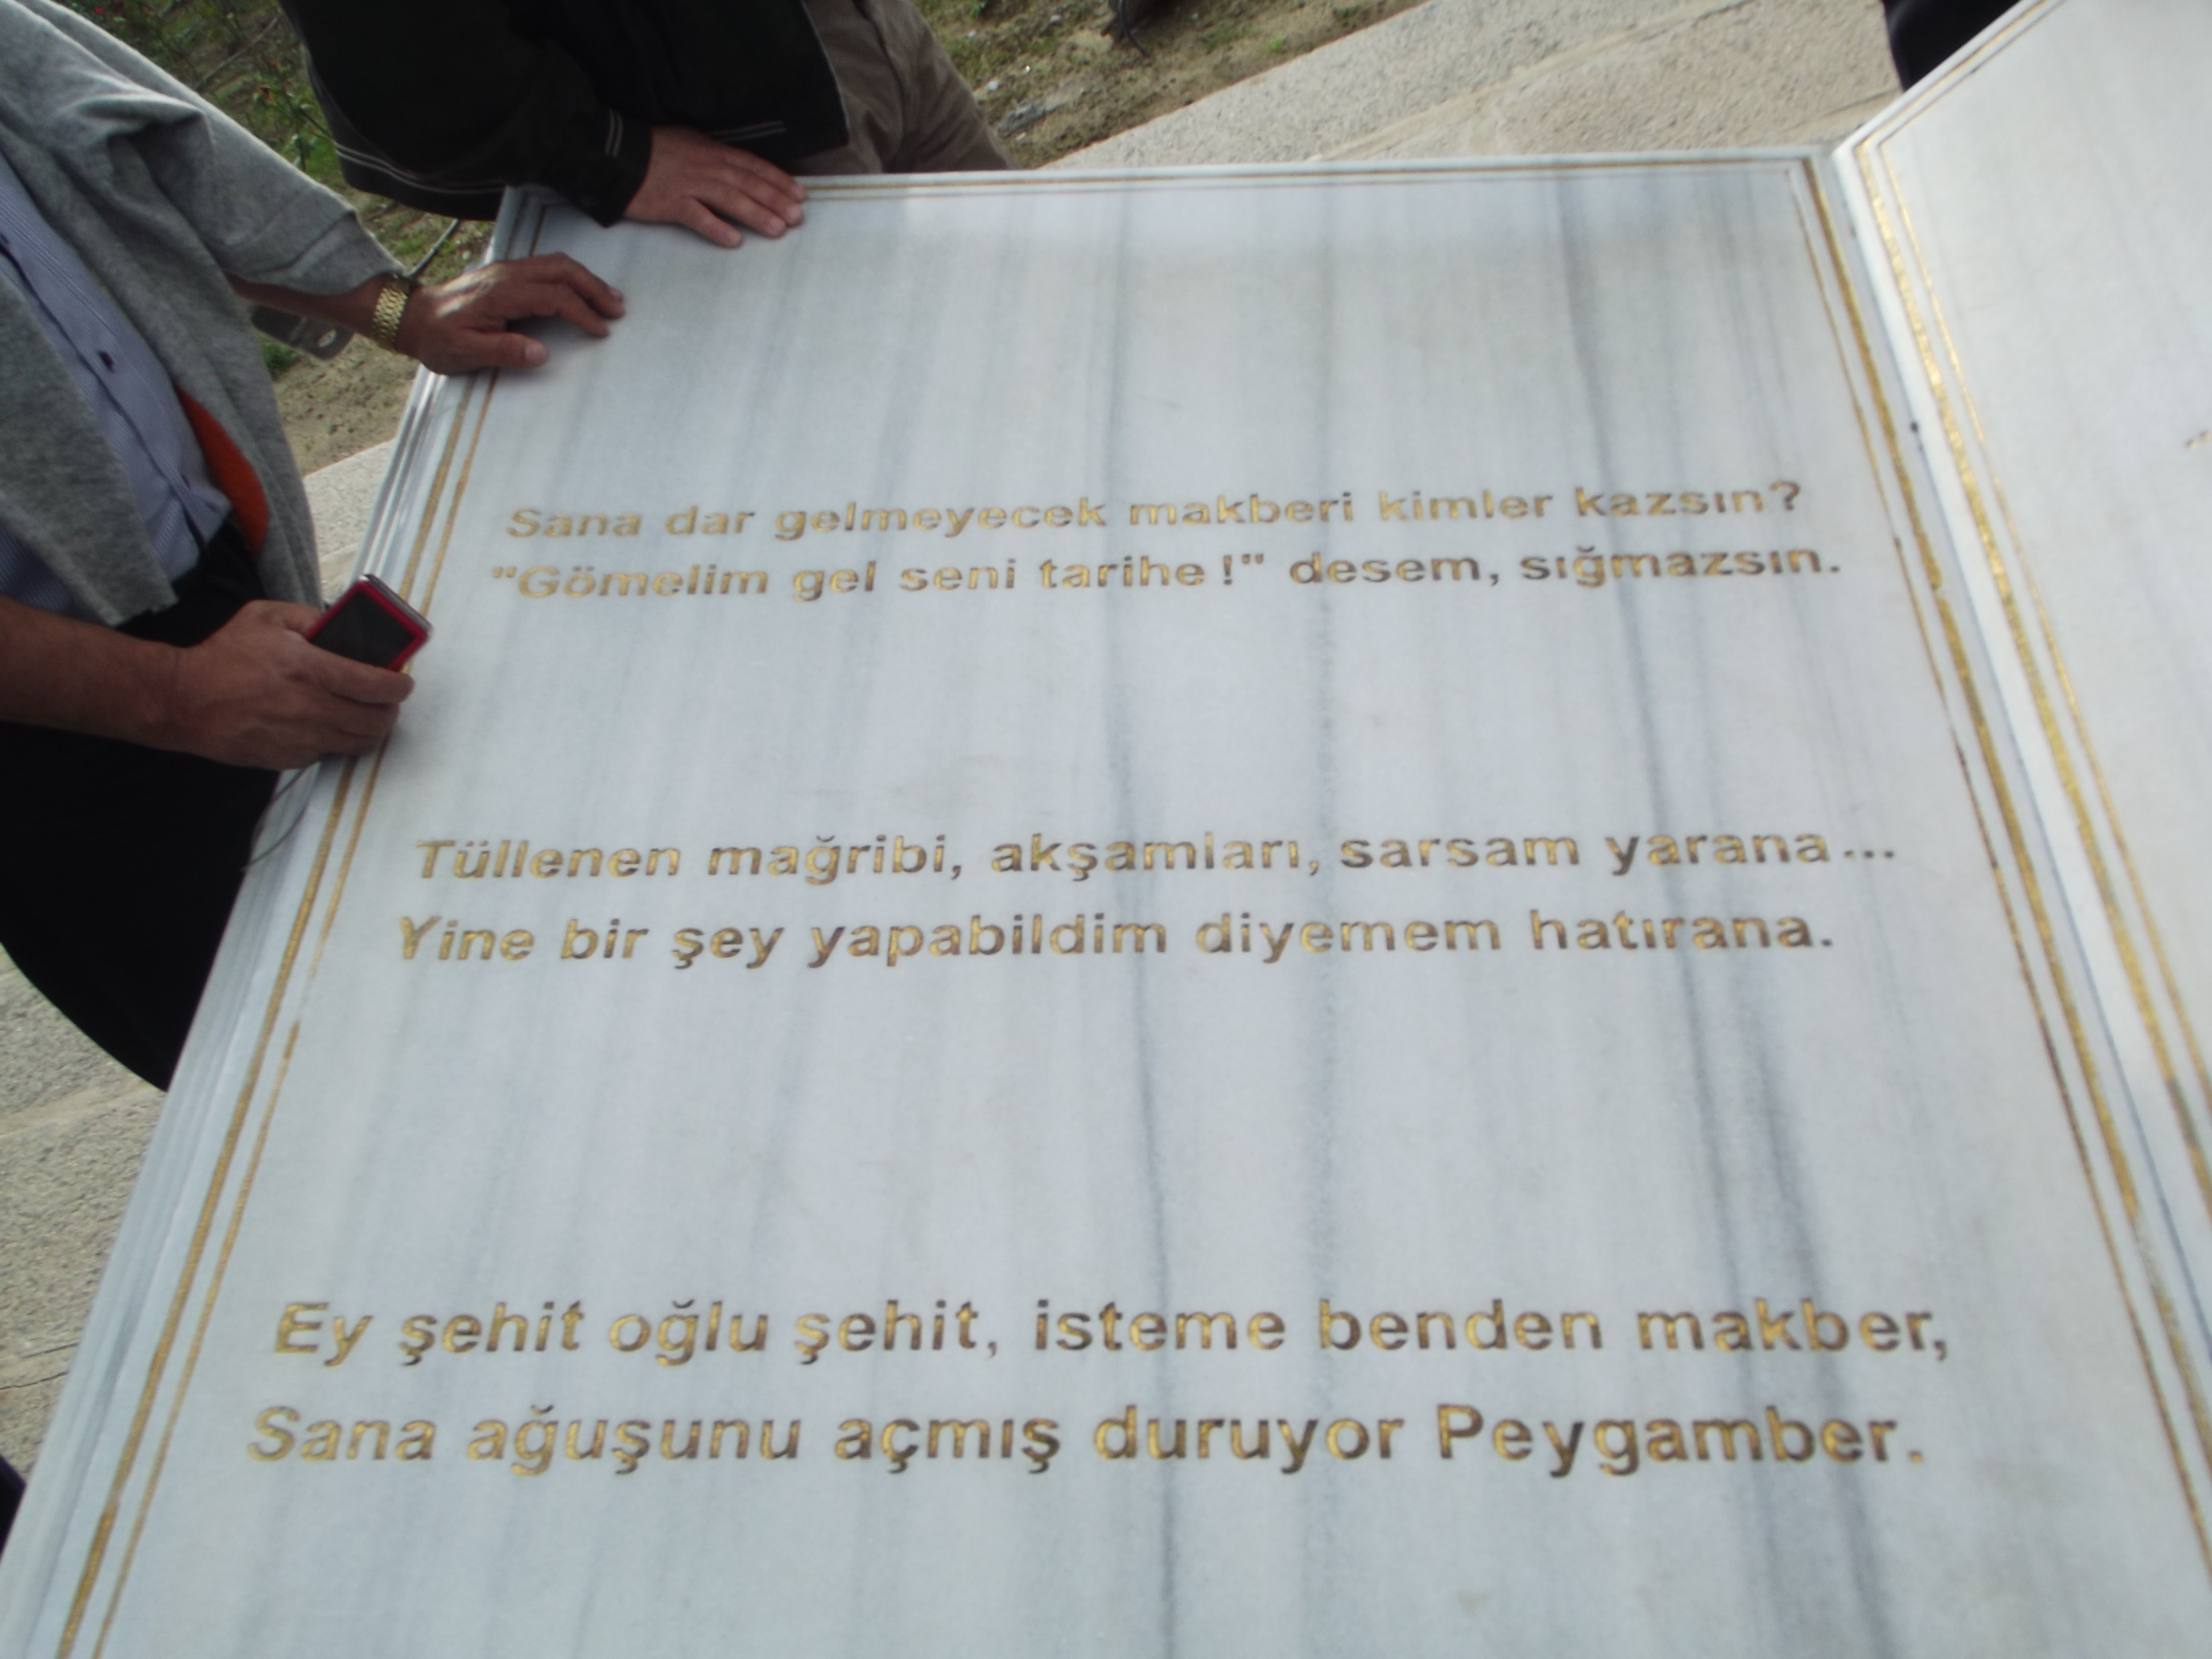 Sana dar gelmeyecek makberi kimler kazsın?
"Gömelim gel seni tarihe!" desem, sığmazsın.
Tüllenen mağribi, akşamları, sarsam yarana...
Yine bir şey yapabildim diyemem hatırana.
Ey şehit oğlu şehit, isteme benden makber,
Sana ağuşunu açmış duruyor Peygamber.